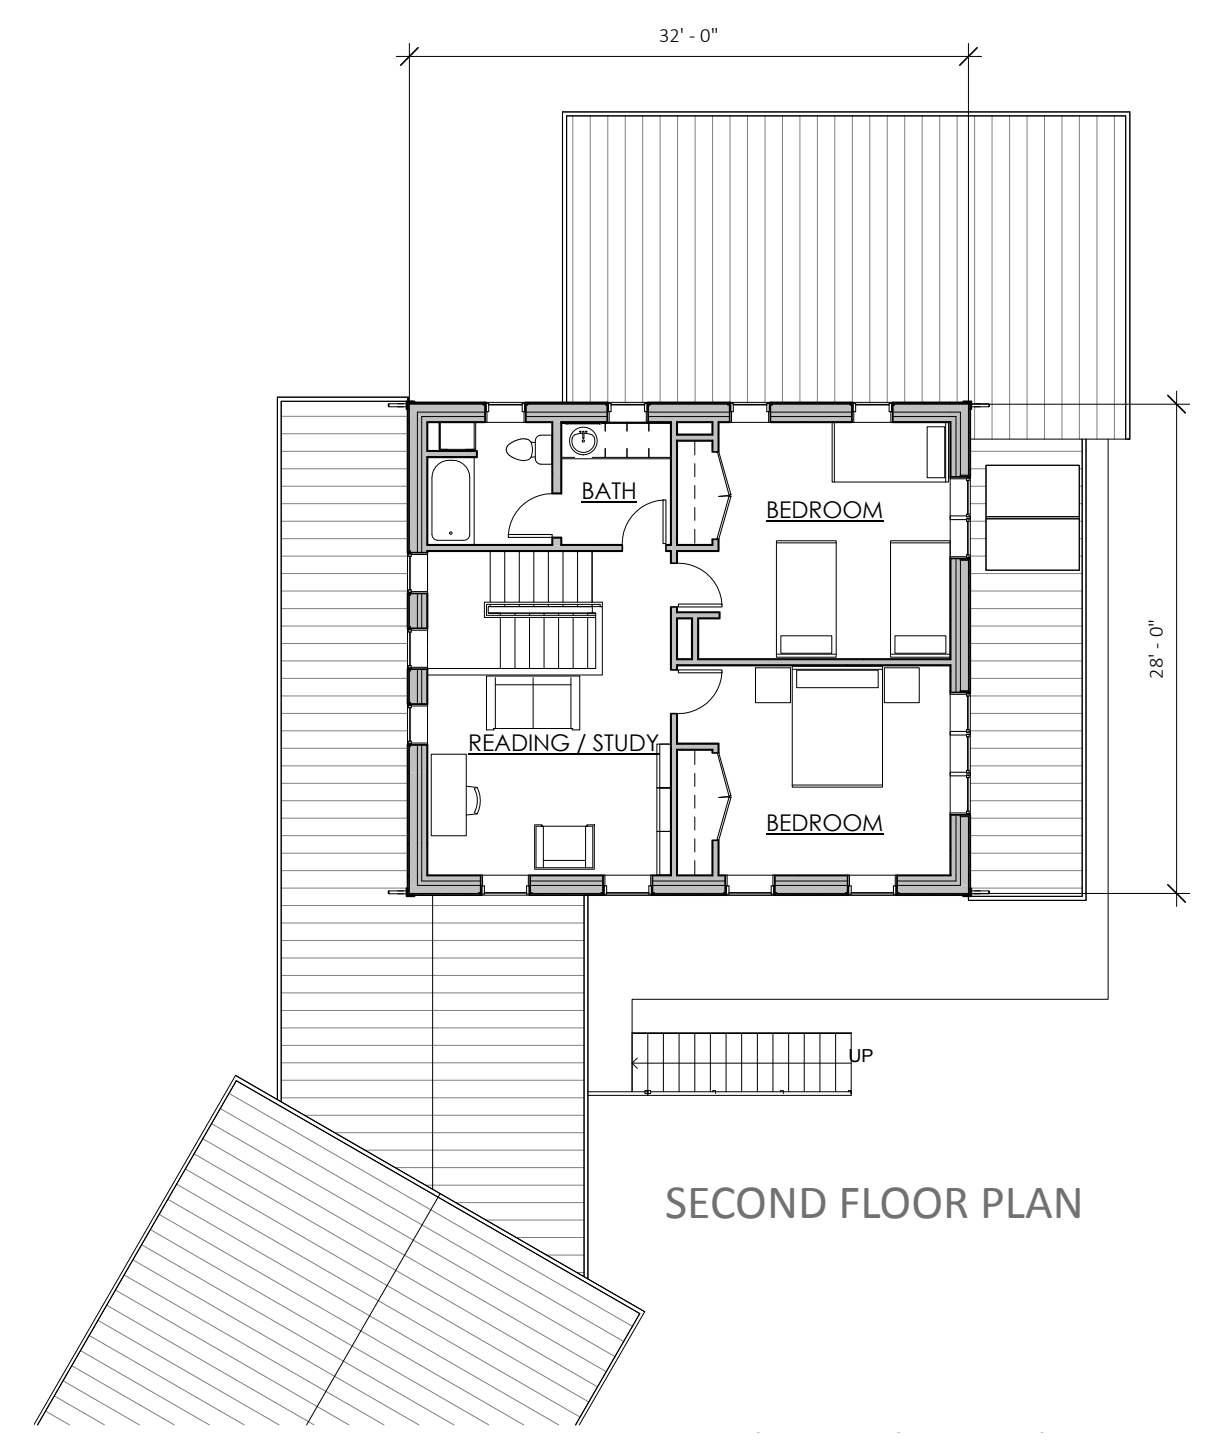 32' - 0"
BATH
BEDROOM
28' - 0"
READING / STUDY
BEDROOM
UP
SECOND FLOOR PLAN